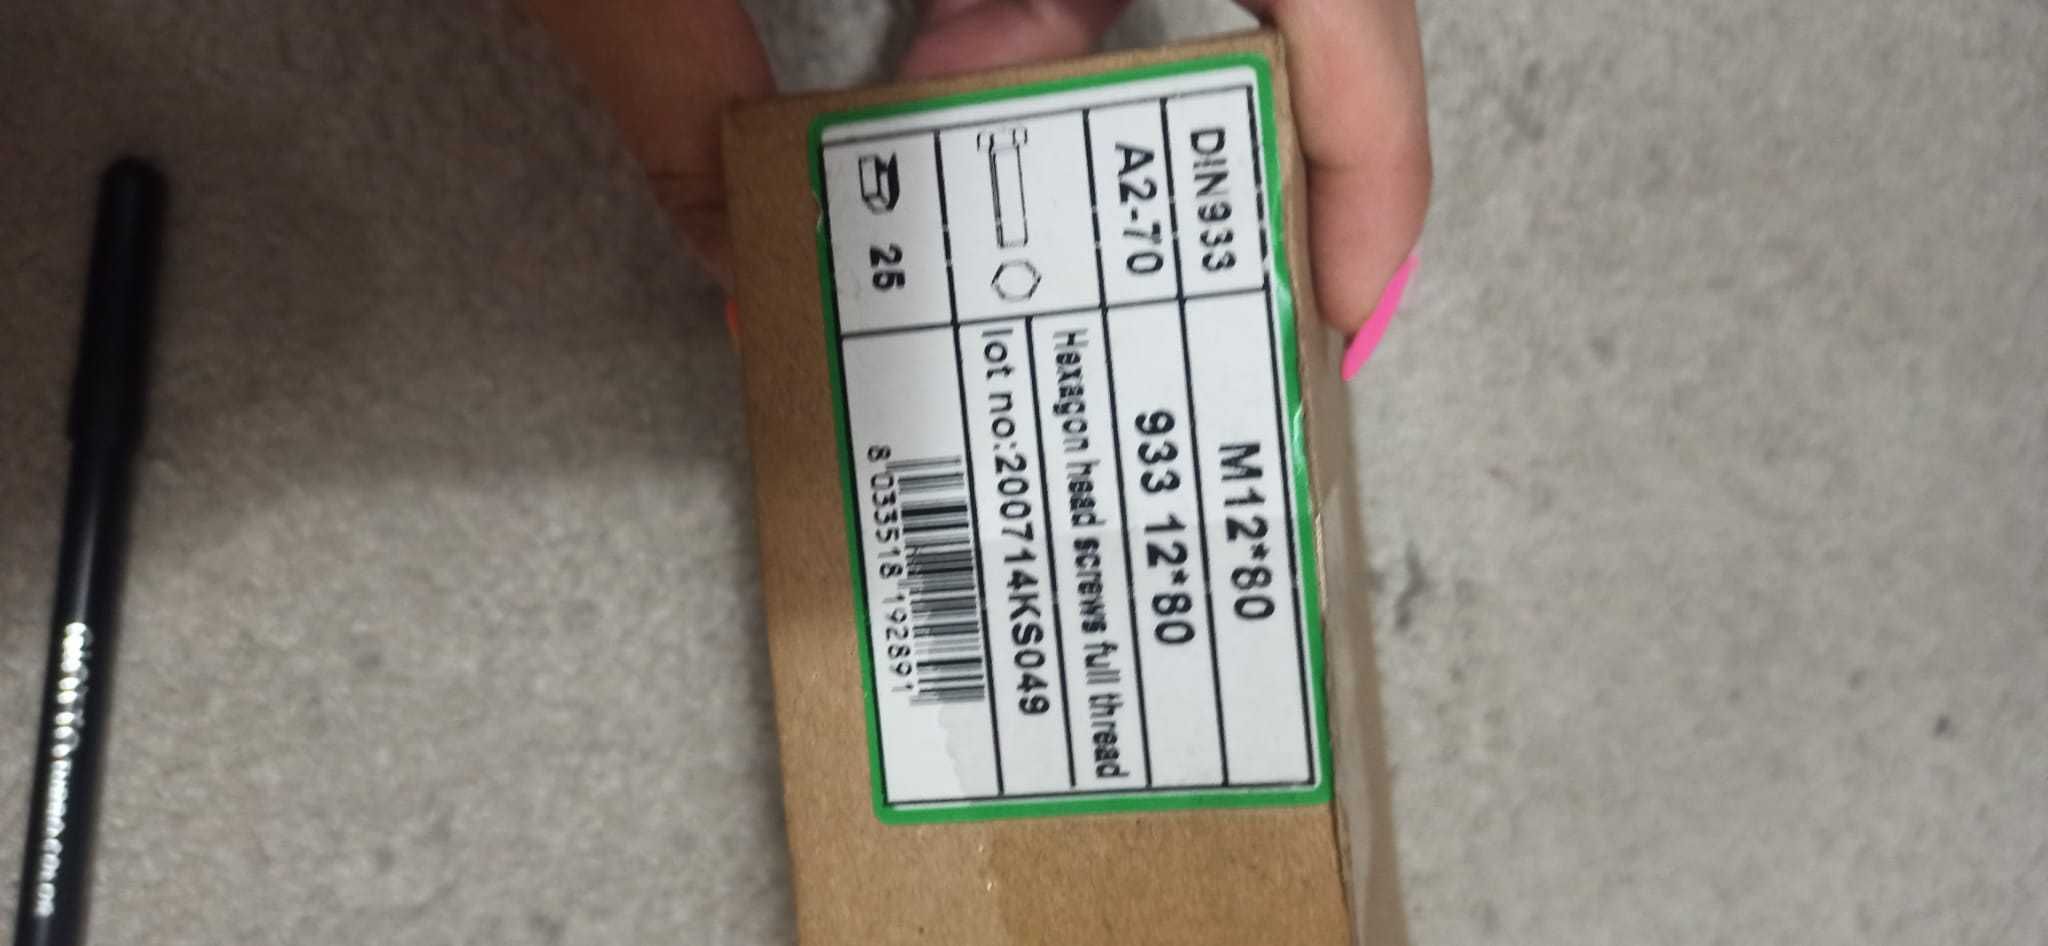 DIN933
M12*80
A2-70
933 12*80
Hexagon head screws full thread
lot no:200714KS049
25
8 033518 192891